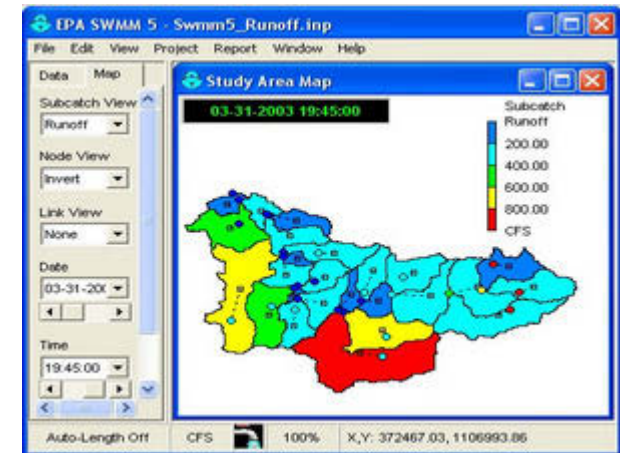 EPA SWMM 5 - Swmm5_Runoff.inp
File Edit View Project Report Window Help
Data Map
Subcatch View
Runoff
Node View
Invert
Link View
None
Date
03-31-200
Time
19:45:00
Study Area Map
03-31-2003 19:45:00
Subcatch
Runoff
200.00
400.00
600.00
800.00
CFS
Auto-Length Off CFS 100% X,Y: 372467.03, 1106993.86